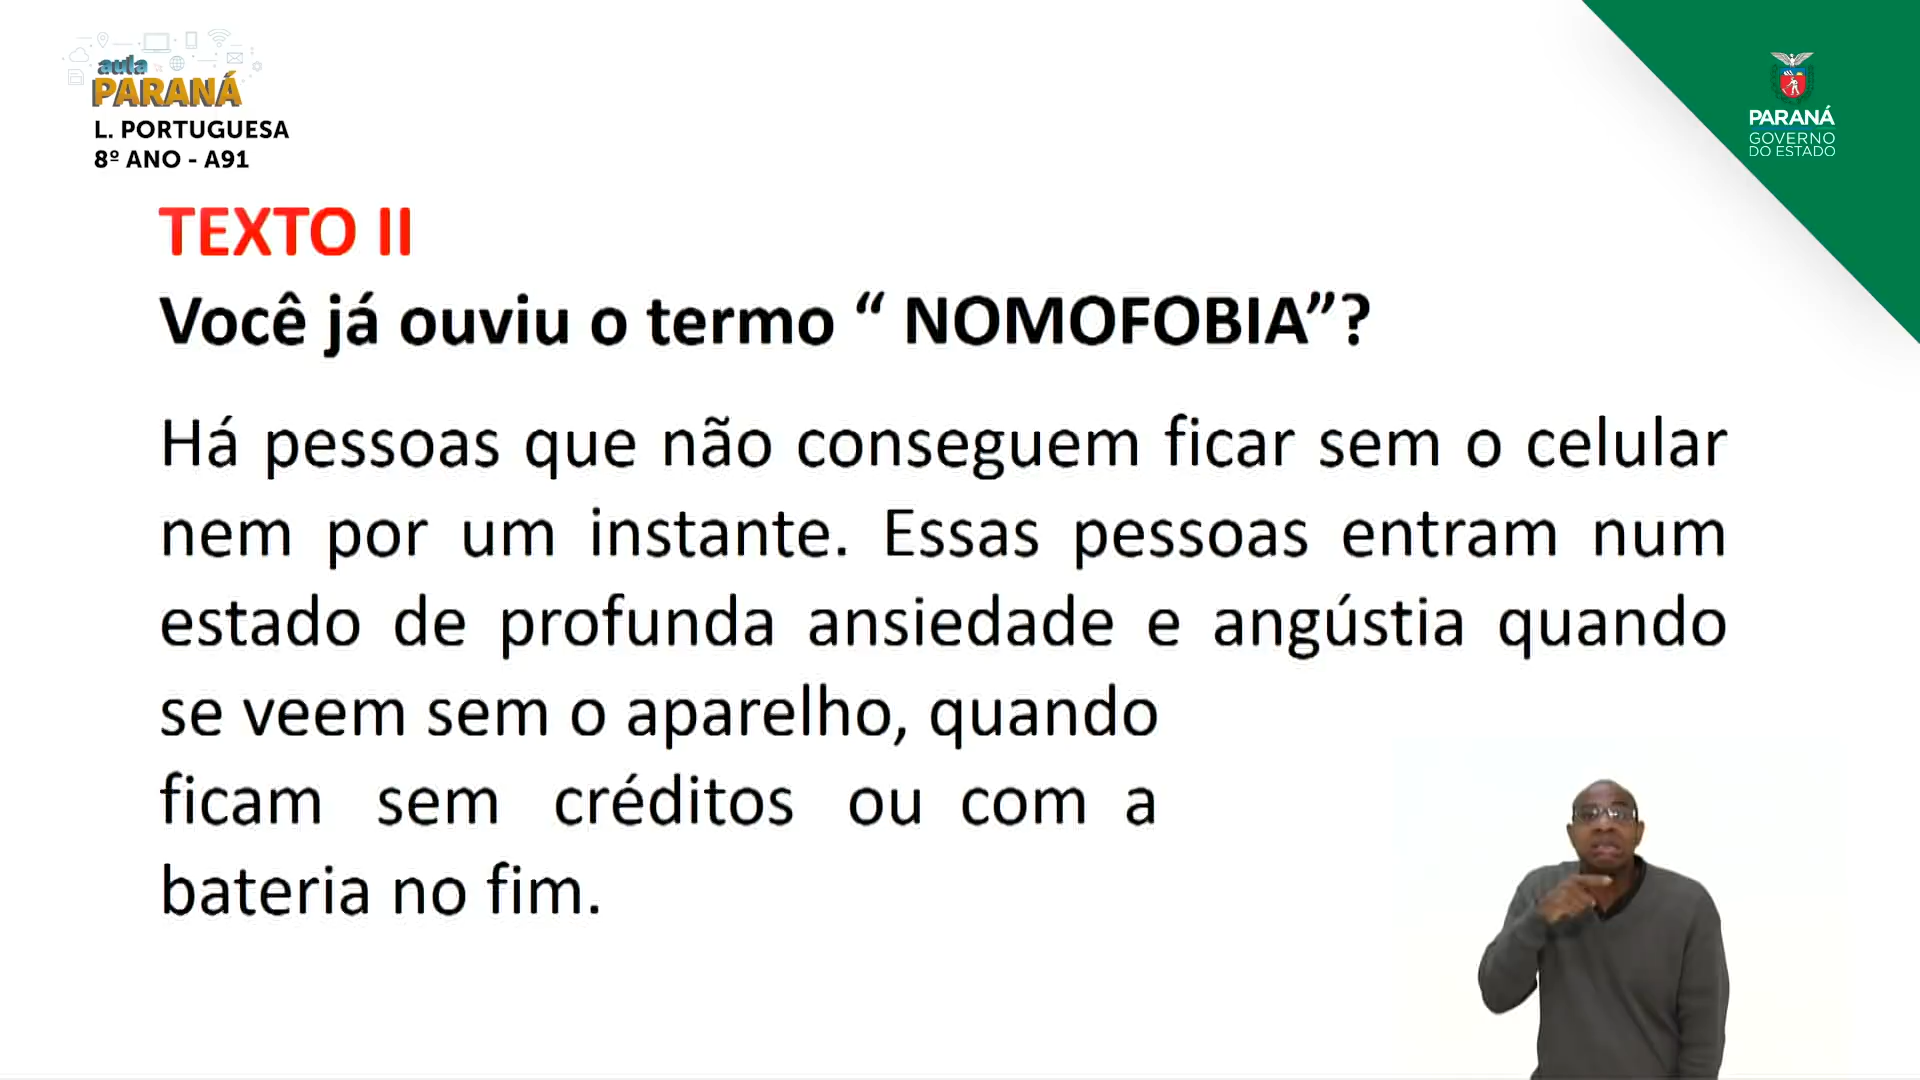 aula
PARANÁ
L. PORTUGUESA
8º ANO - A91
PARANÁ
GOVERNO
DO ESTADO
TEXTO II
Você já ouviu o termo “ NOMOFOBIA”?
Há pessoas que não conseguem ficar sem o celular
nem por um instante. Essas pessoas entram num
estado de profunda ansiedade e angústia quando
se veem sem o aparelho, quando
ficam sem créditos ou com a
bateria no fim.